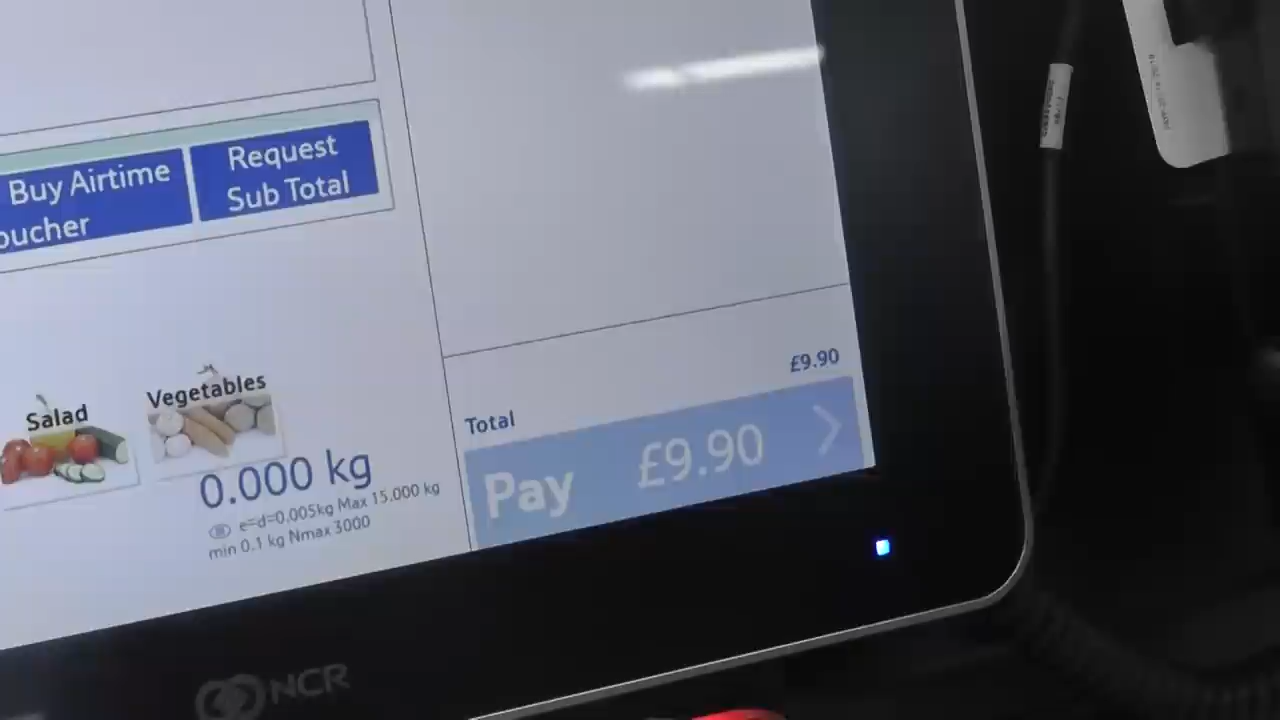 Buy Airtime
oucher
Request
Sub Total
£9.90
Total
Pay £9.90
Salad
Vegetables
0.000 kg
e=d=0.005kg Max 15.000 kg
min 0.1 kg Nmax 3000
NCR